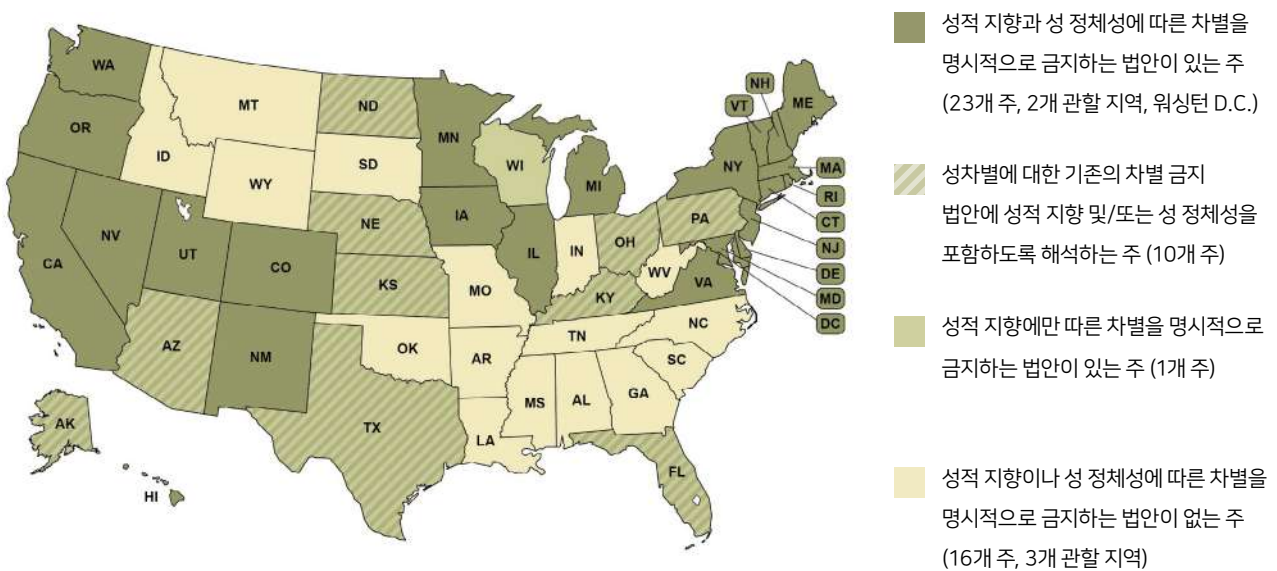 WA
OR
CA
NV
ID
MT
WY
UT
AZ
CO
NM
ND
SD
NE
KS
OK
TX
MN
IA
MO
AR
LA
WI
IL
MI
IN
OH
KY
TN
MS
AL
GA
FL
SC
NC
VA
WV
PA
NY
VT
NH
ME
MA
RI
CT
NJ
DE
MD
DC
AK
HI
성적 지향과 성 정체성에 따른 차별을
명시적으로 금지하는 법안이 있는 주
(23개 주, 2개 관할 지역, 워싱턴 D.C.)
성차별에 대한 기존의 차별 금지
법안에 성적 지향 및/또는 성 정체성을
포함하도록 해석하는 주 (10개 주)
성적 지향에만 따른 차별을 명시적으로
금지하는 법안이 있는 주 (1개 주)
성적 지향이나 성 정체성에 따른 차별을
명시적으로 금지하는 법안이 없는 주
(16개 주, 3개 관할 지역)